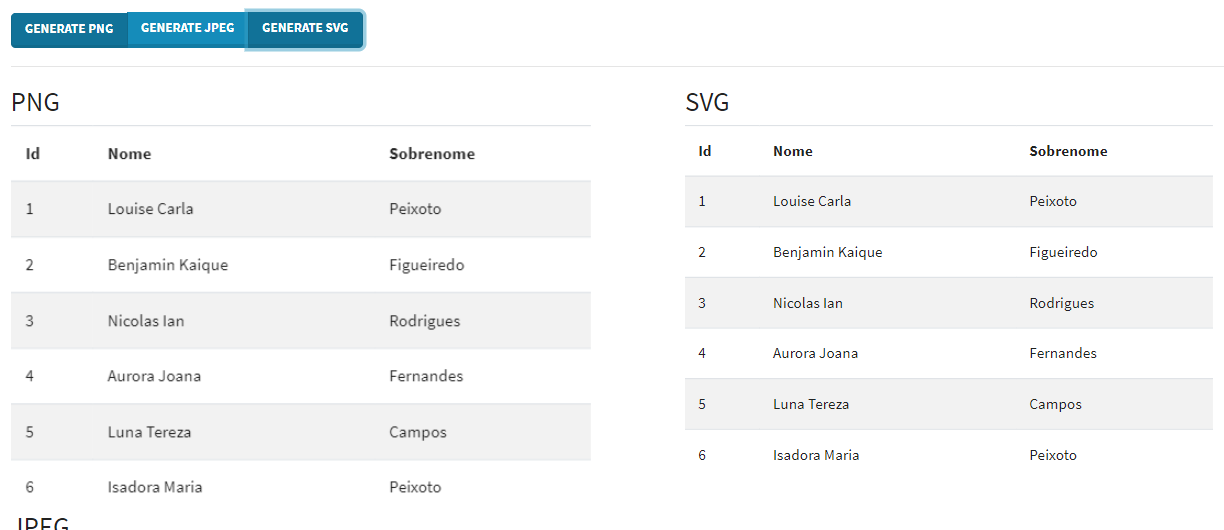 GENERATE PNG GENERATE JPEG GENERATE SVG
PNG
Id Nome Sobrenome
1 Louise Carla Peixoto
2 Benjamin Kaique Figueiredo
3 Nicolas Ian Rodrigues
4 Aurora Joana Fernandes
5 Luna Tereza Campos
6 Isadora Maria Peixoto
JPEG
SVG
Id Nome Sobrenome
1 Louise Carla Peixoto
2 Benjamin Kaique Figueiredo
3 Nicolas Ian Rodrigues
4 Aurora Joana Fernandes
5 Luna Tereza Campos
6 Isadora Maria Peixoto